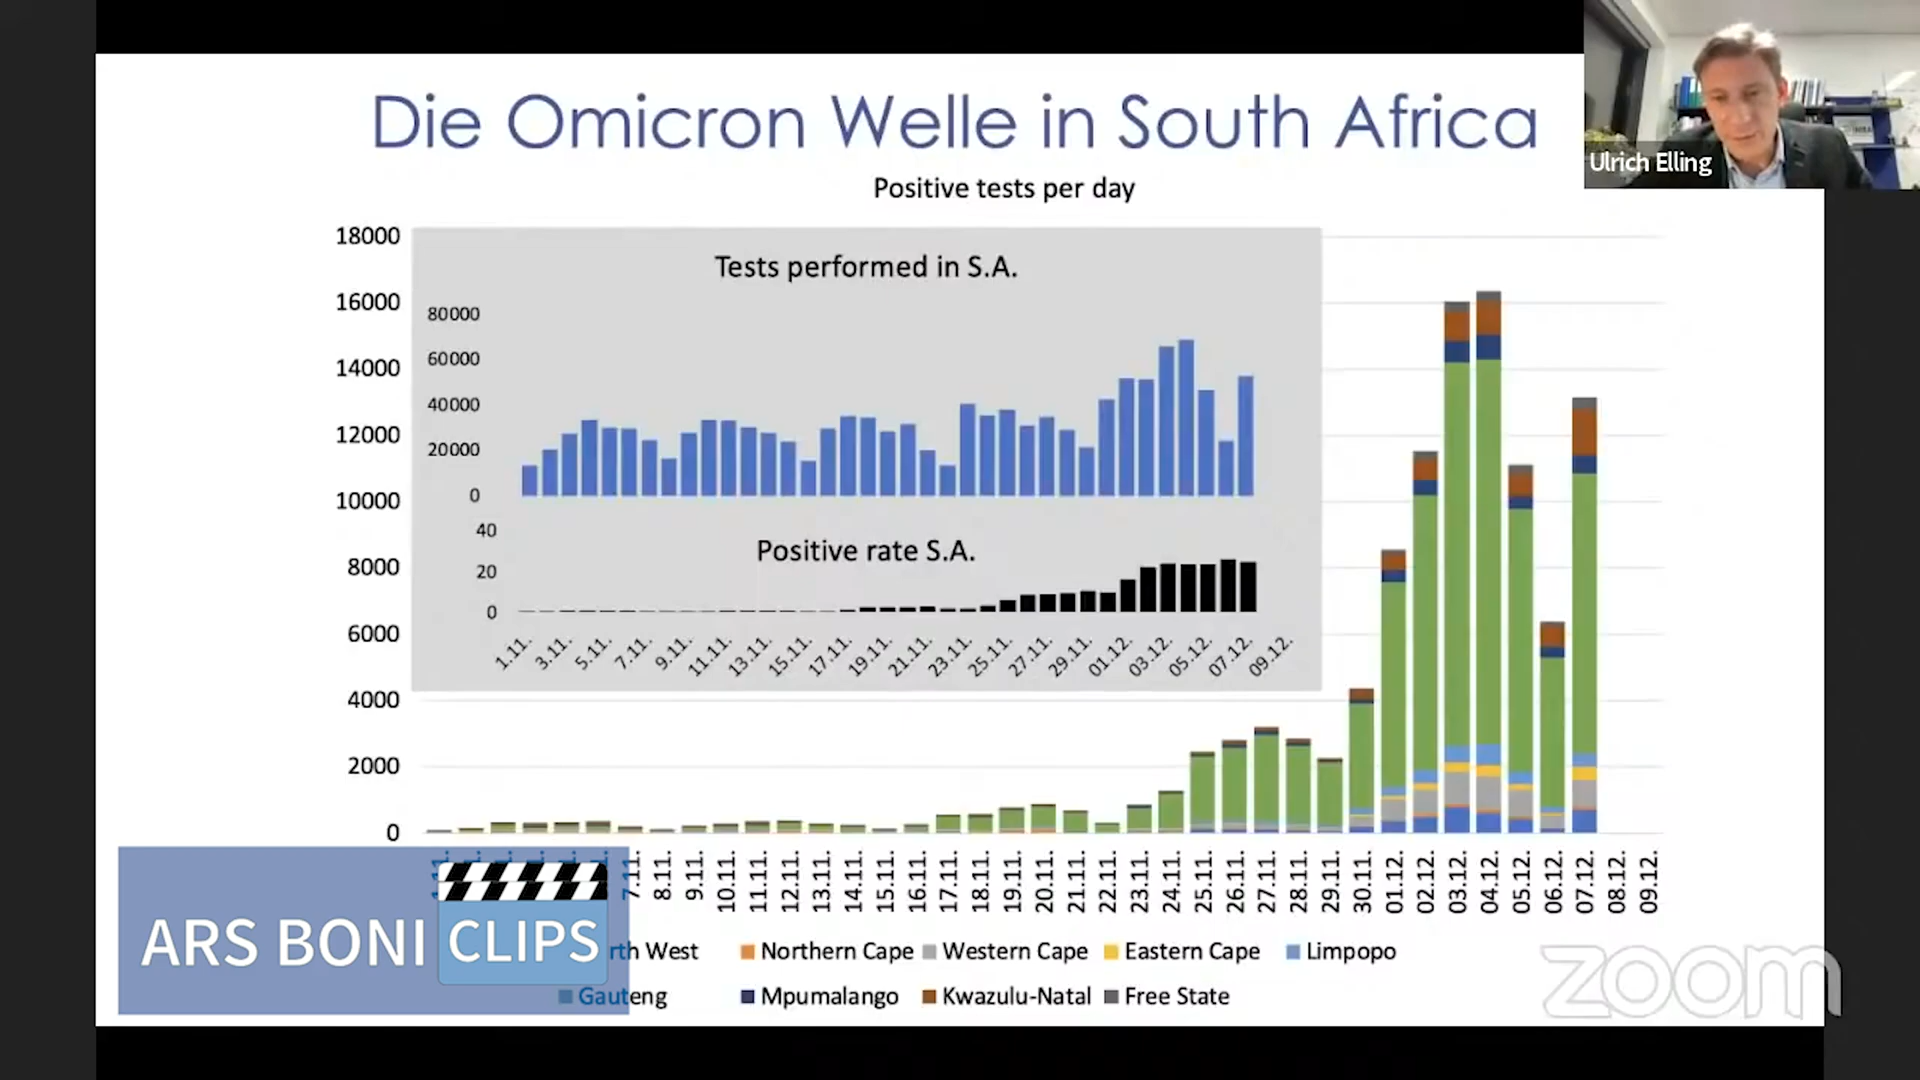 Die Omicron Welle in South Africa
Ulrich Elling
Positive tests per day
18000
16000
14000
12000
10000
8000
6000
4000
2000
0
Tests performed in S.A.
80000
60000
40000
20000
0
Positive rate S.A.
40
20
0
1.11. 3.11. 5.11. 7.11. 9.11. 11.11. 13.11. 15.11. 17.11. 19.11. 21.11. 23.11. 25.11. 27.11. 29.11. 01.12. 03.12. 05.12. 07.12. 09.12.
7.11. 8.11. 9.11. 10.11. 11.11. 12.11. 13.11. 14.11. 15.11. 16.11. 17.11. 18.11. 19.11. 20.11. 21.11. 22.11. 23.11. 24.11. 25.11. 26.11. 27.11. 28.11. 29.11. 30.11. 01.12. 02.12. 03.12. 04.12. 05.12. 06.12. 07.12. 08.12. 09.12.
rth West Northern Cape Western Cape Eastern Cape Limpopo
Gauteng Mpumalango Kwazulu-Natal Free State
ARS BONI CLIPS
zoom